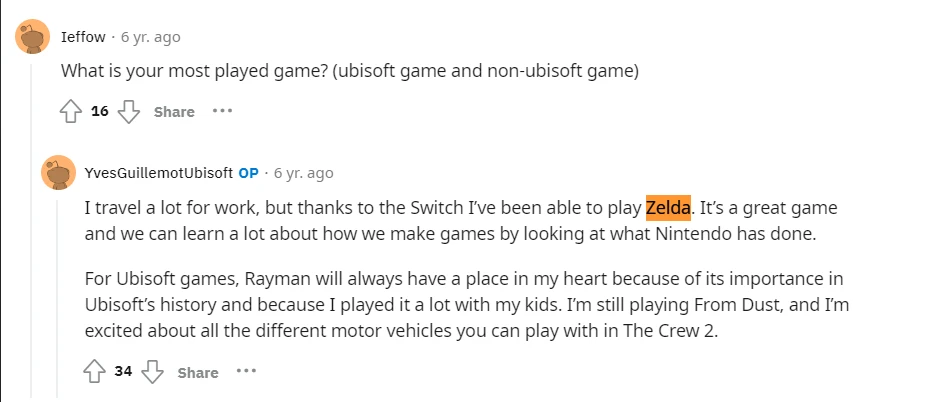 Ieffow · 6 yr. ago
What is your most played game? (ubisoft game and non-ubisoft game)
16 Share ···
YvesGuillemotUbisoft OP · 6 yr. ago
I travel a lot for work, but thanks to the Switch I’ve been able to play Zelda. It’s a great game
and we can learn a lot about how we make games by looking at what Nintendo has done.
For Ubisoft games, Rayman will always have a place in my heart because of its importance in
Ubisoft’s history and because I played it a lot with my kids. I’m still playing From Dust, and I’m
excited about all the different motor vehicles you can play with in The Crew 2.
34 Share ···